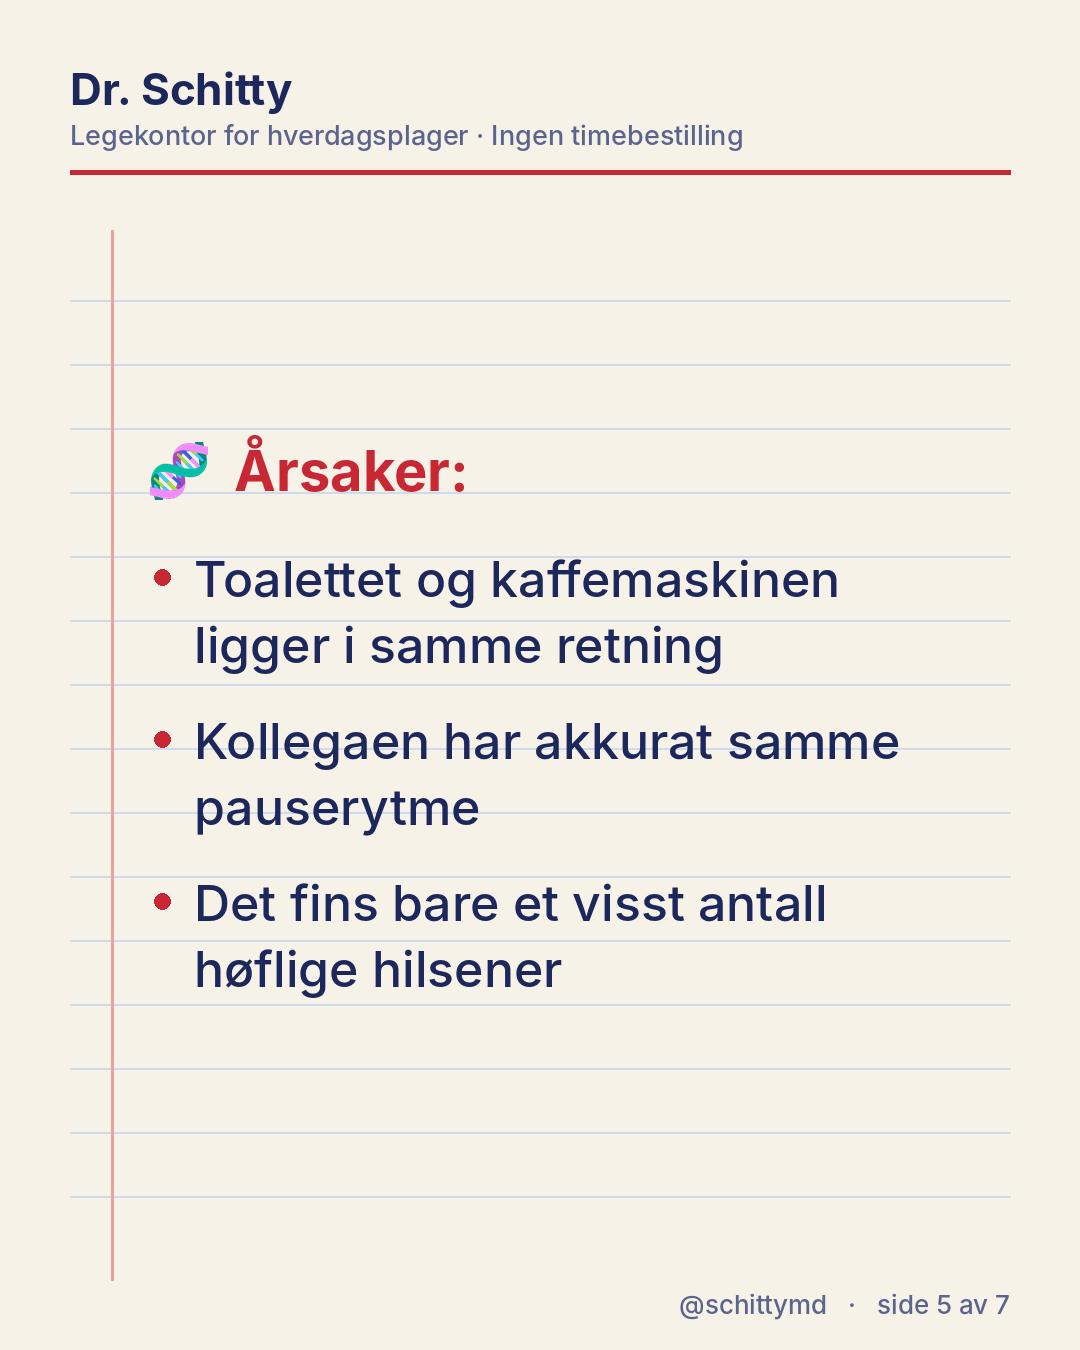 Dr. Schitty
Legekontor for hverdagsplager · Ingen timebestilling
🧬 Årsaker:
• Toalettet og kaffemaskinen
ligger i samme retning
• Kollegaen har akkurat samme
pauserytme
• Det fins bare et visst antall
høflige hilsener
@schittymd · side 5 av 7